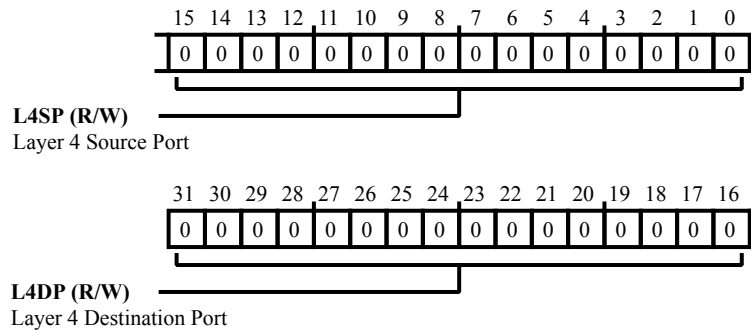 15 14 13 12 11 10 9 8 7 6 5 4 3 2 1 0
0 0 0 0 0 0 0 0 0 0 0 0 0 0 0 0
L4SP (R/W)
Layer 4 Source Port
31 30 29 28 27 26 25 24 23 22 21 20 19 18 17 16
0 0 0 0 0 0 0 0 0 0 0 0 0 0 0 0
L4DP (R/W)
Layer 4 Destination Port